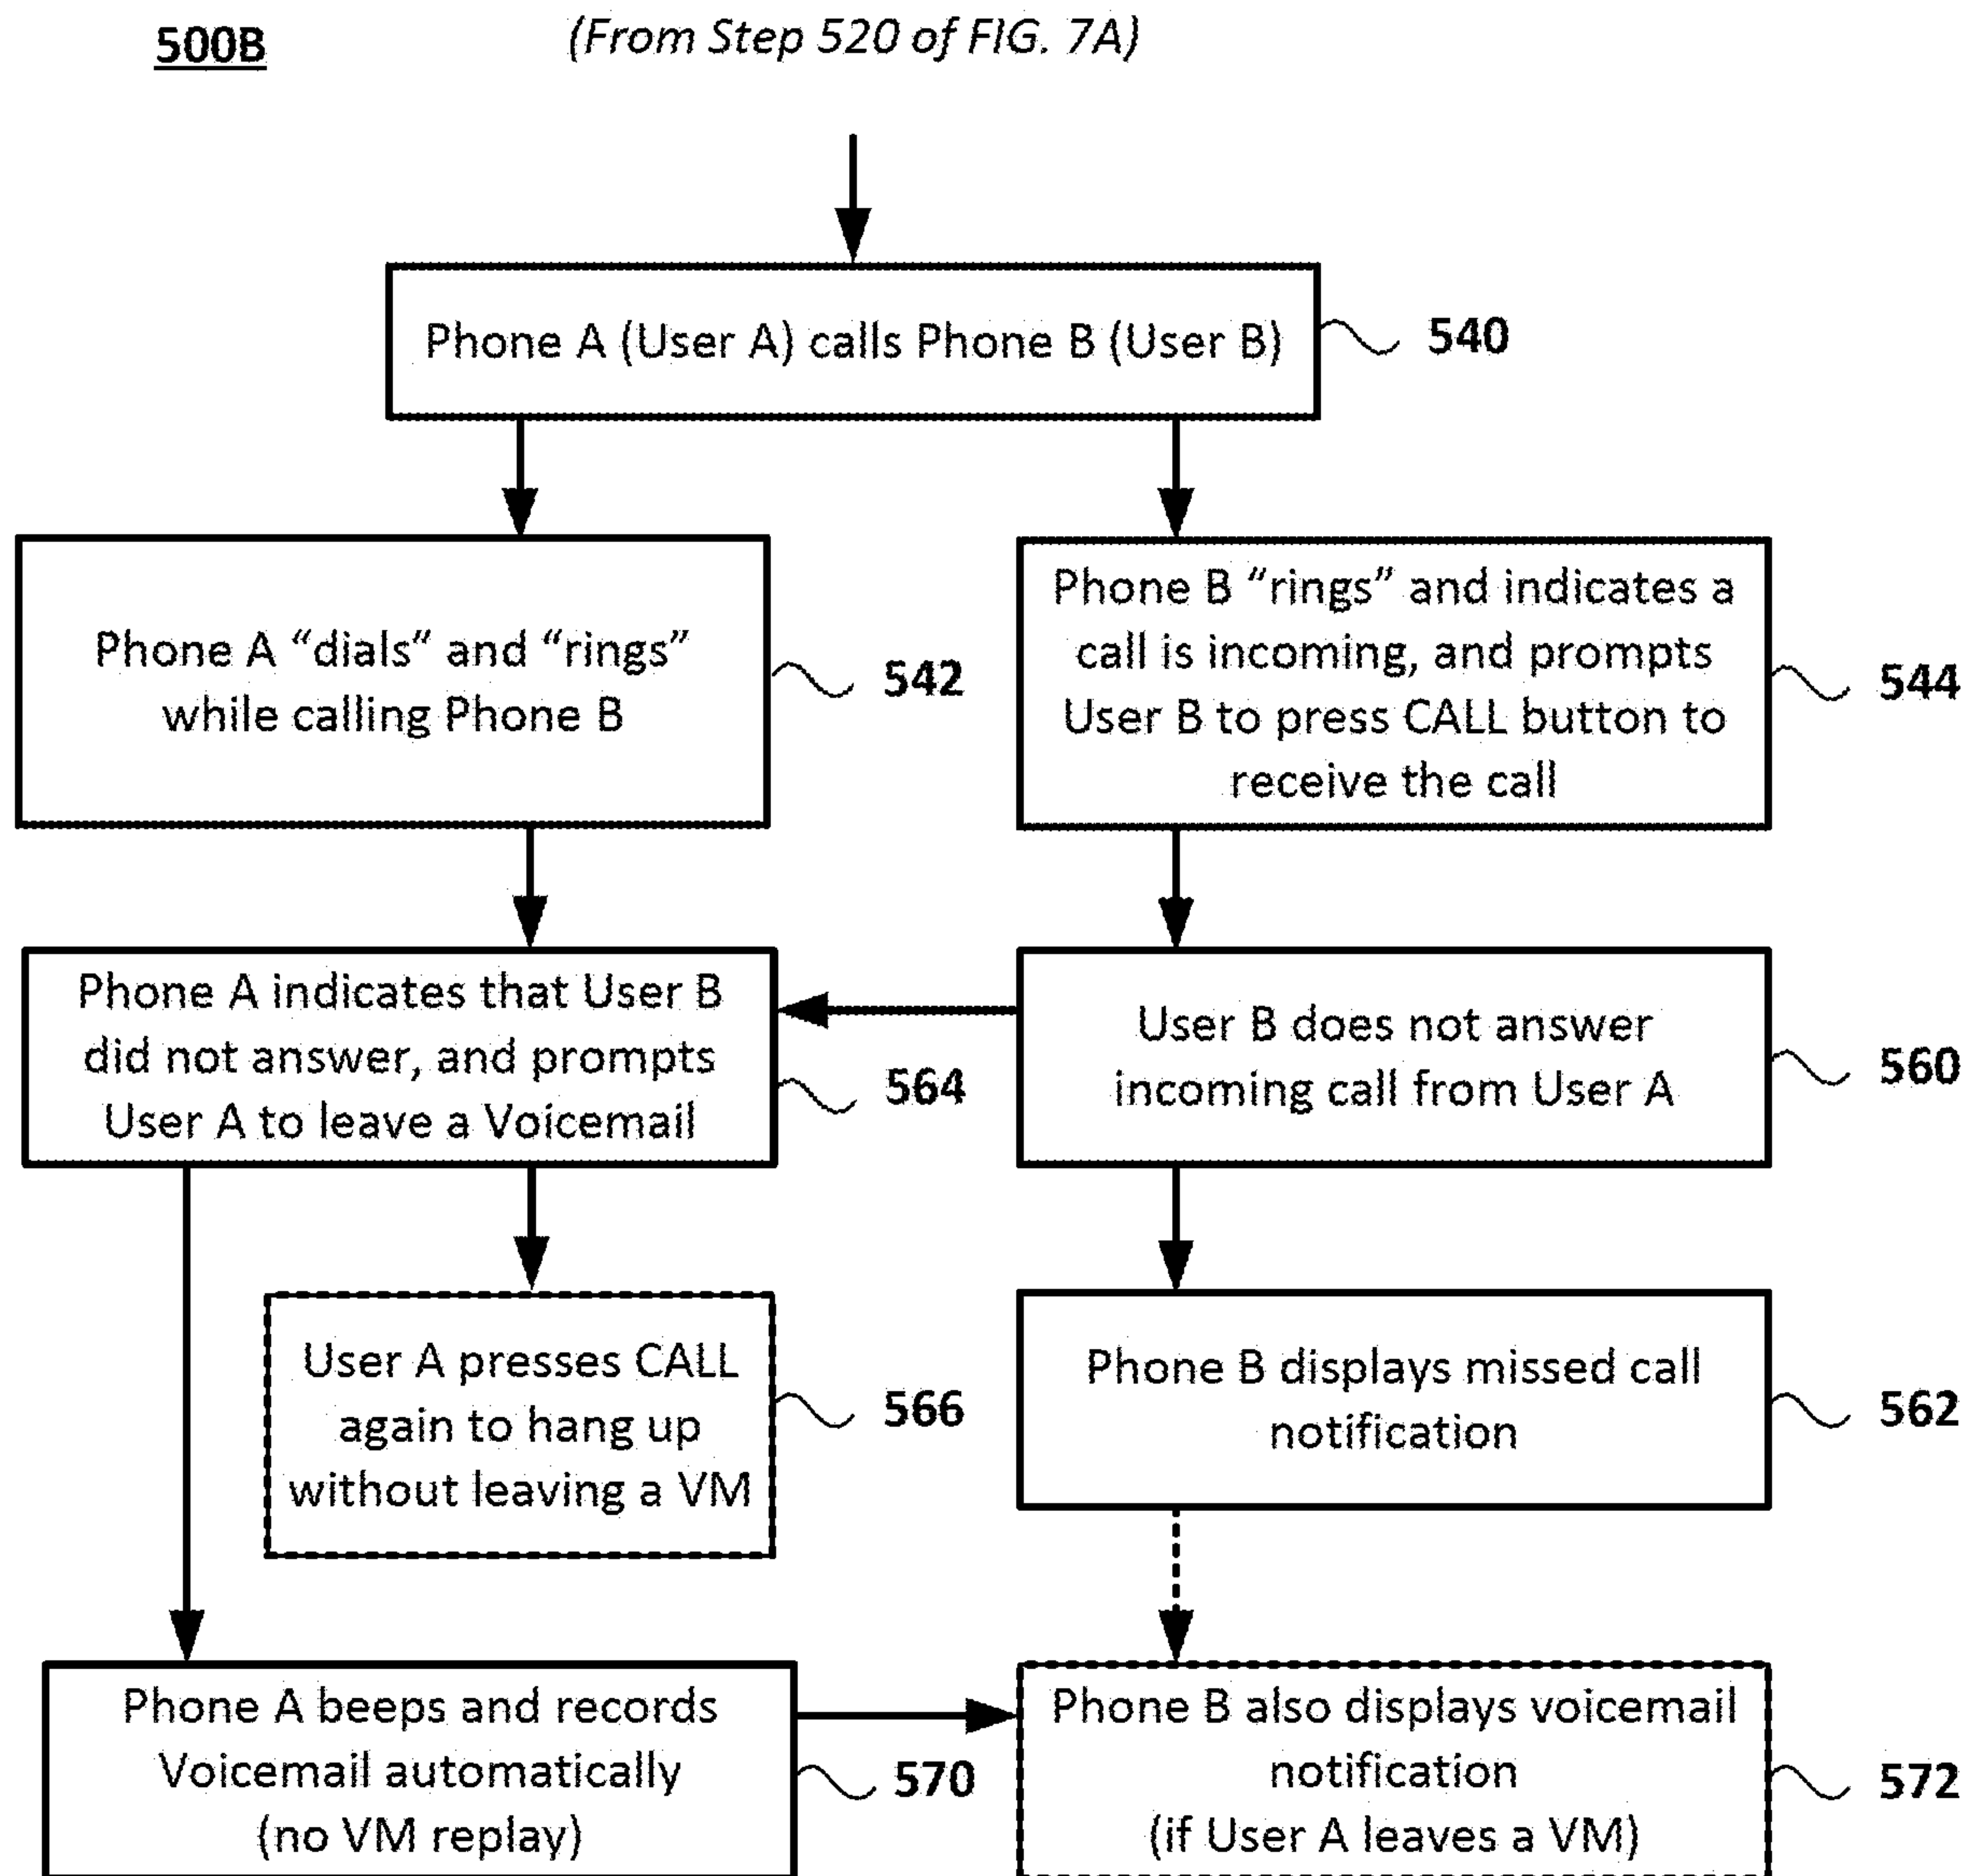 500B
(From Step 520 of FIG. 7A)
Phone A (User A) calls Phone B (User B)
540
Phone A “dials” and “rings”
while calling Phone B
542
Phone B “rings” and indicates a
call is incoming, and prompts
User B to press CALL button to
receive the call
544
Phone A indicates that User B
did not answer, and prompts
User A to leave a Voicemail
564
User B does not answer
incoming call from User A
560
User A presses CALL
again to hang up
without leaving a VM
566
Phone B displays missed call
notification
562
Phone A beeps and records
Voicemail automatically
(no VM replay)
570
Phone B also displays voicemail
notification
(if User A leaves a VM)
572